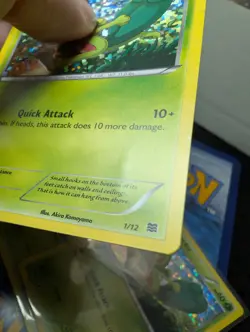 Quick Attack 10+
If heads, this attack does 10 more damage.
Small hooks on the bottom of its
feet catch on walls and ceilings.
That is how it can hang from above.
Illus. Akira Komayama
1/12
ON